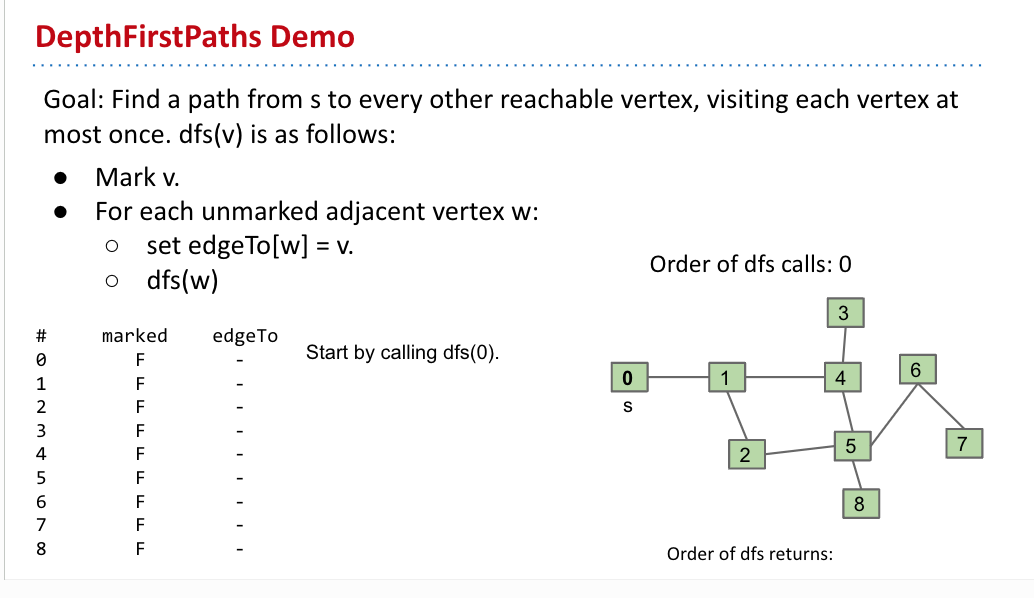 DepthFirstPaths Demo
Goal: Find a path from s to every other reachable vertex, visiting each vertex at
most once. dfs(v) is as follows:
● Mark v.
● For each unmarked adjacent vertex w:
○ set edgeTo[w] = v.
○ dfs(w)
# marked edgeTo
0 F -
1 F -
2 F -
3 F -
4 F -
5 F -
6 F -
7 F -
8 F -
Start by calling dfs(0).
Order of dfs calls: 0
3
0 1 4 6
s
2 5 7
8
Order of dfs returns: